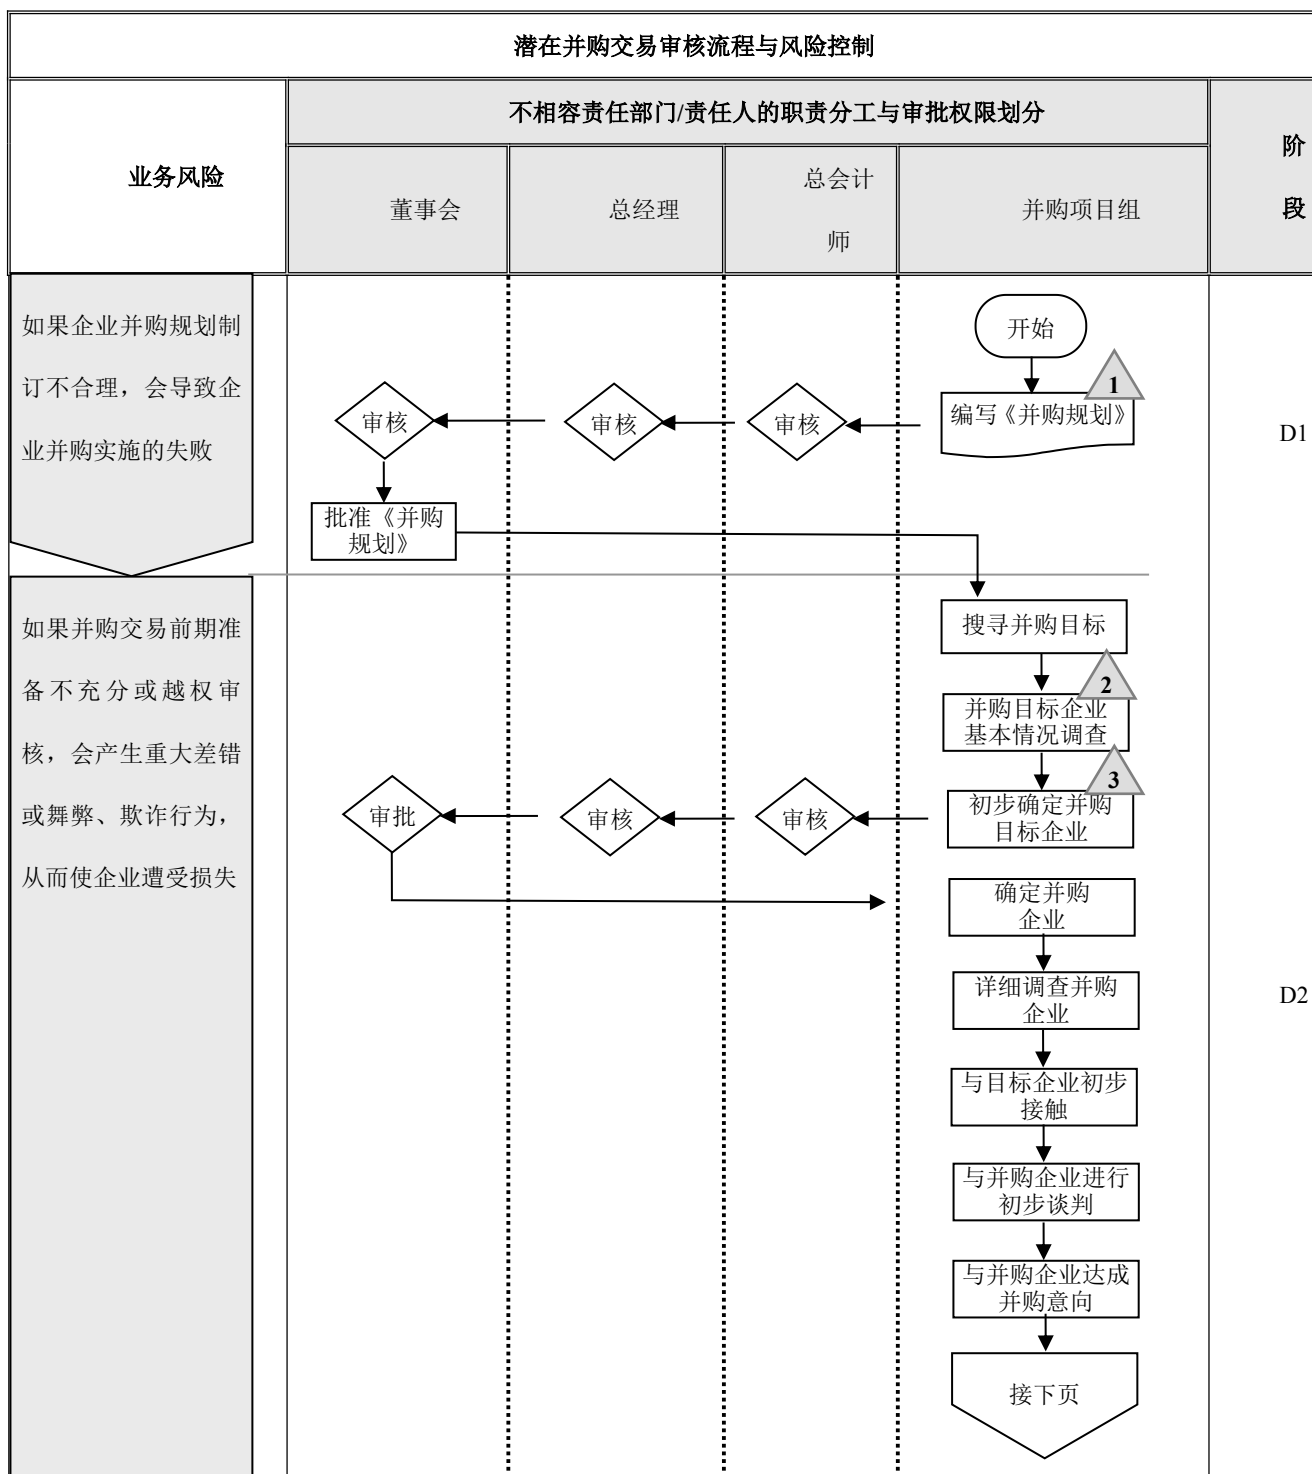 潜在并购交易审核流程与风险控制
业务风险
不相容责任部门/责任人的职责分工与审批权限划分
阶
段
董事会
总经理
总会计
师
并购项目组
如果企业并购规划制
订不合理，会导致企
业并购实施的失败
开始
1
编写《并购规划》
审核
审核
审核
批准《并购
规划》
D1
如果并购交易前期准
备不充分或越权审
核，会产生重大差错
或舞弊、欺诈行为，
从而使企业遭受损失
搜寻并购目标
2
并购目标企业
基本情况调查
3
初步确定并购
目标企业
审核
审核
审批
确定并购
企业
详细调查并购
企业
与目标企业初步
接触
与并购企业进行
初步谈判
与并购企业达成
并购意向
接下页
D2